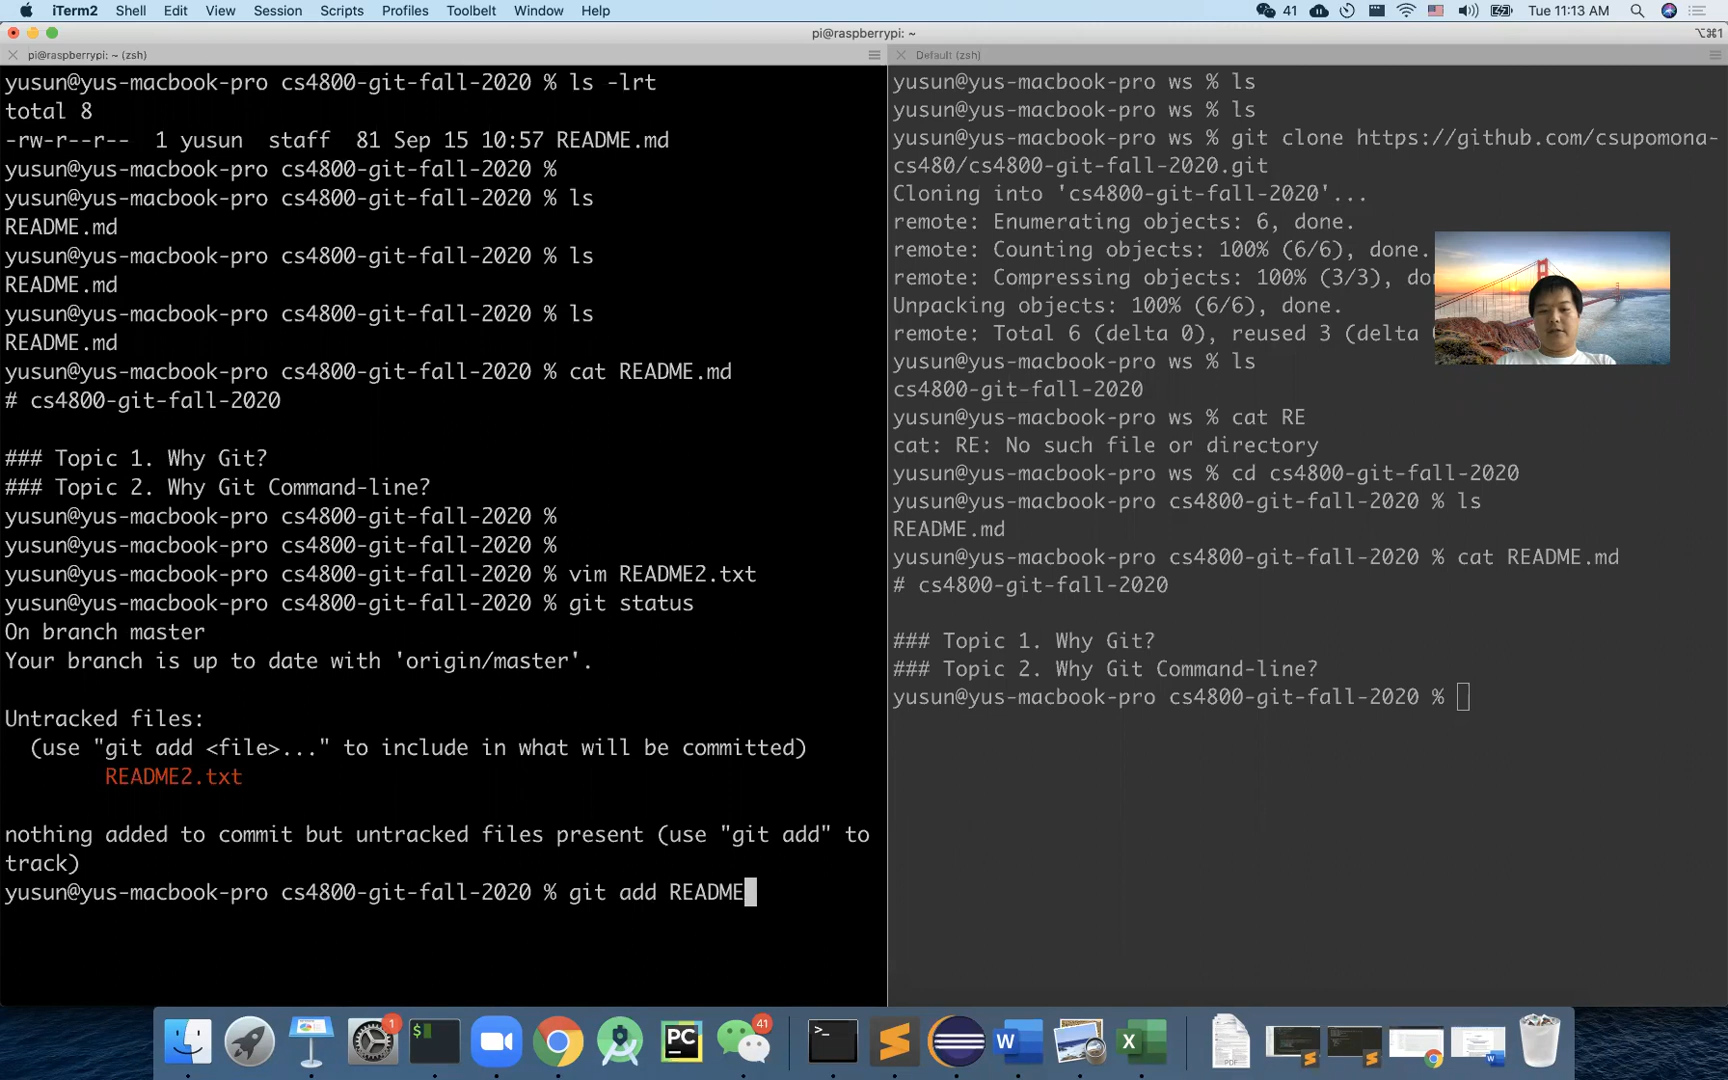 iTerm2 Shell Edit View Session Scripts Profiles Toolbelt Window Help
41 Tue 11:13 AM
pi@raspberrypi: ~
⌥⌘1
pi@raspberrypi: ~ (zsh)
yusun@yus-macbook-pro cs4800-git-fall-2020 % ls -lrt
total 8
-rw-r--r-- 1 yusun staff 81 Sep 15 10:57 README.md
yusun@yus-macbook-pro cs4800-git-fall-2020 %
yusun@yus-macbook-pro cs4800-git-fall-2020 % ls
README.md
yusun@yus-macbook-pro cs4800-git-fall-2020 % ls
README.md
yusun@yus-macbook-pro cs4800-git-fall-2020 % ls
README.md
yusun@yus-macbook-pro cs4800-git-fall-2020 % cat README.md
# cs4800-git-fall-2020
### Topic 1. Why Git?
### Topic 2. Why Git Command-line?
yusun@yus-macbook-pro cs4800-git-fall-2020 %
yusun@yus-macbook-pro cs4800-git-fall-2020 %
yusun@yus-macbook-pro cs4800-git-fall-2020 % vim README2.txt
yusun@yus-macbook-pro cs4800-git-fall-2020 % git status
On branch master
Your branch is up to date with 'origin/master'.
Untracked files:
(use "git add <file>..." to include in what will be committed)
README2.txt
nothing added to commit but untracked files present (use "git add" to
track)
yusun@yus-macbook-pro cs4800-git-fall-2020 % git add README
Default (zsh)
yusun@yus-macbook-pro ws % ls
yusun@yus-macbook-pro ws % ls
yusun@yus-macbook-pro ws % git clone https://github.com/csupomona-
cs480/cs4800-git-fall-2020.git
Cloning into 'cs4800-git-fall-2020'...
remote: Enumerating objects: 6, done.
remote: Counting objects: 100% (6/6), done.
remote: Compressing objects: 100% (3/3), do
Unpacking objects: 100% (6/6), done.
remote: Total 6 (delta 0), reused 3 (delta
yusun@yus-macbook-pro ws % ls
cs4800-git-fall-2020
yusun@yus-macbook-pro ws % cat RE
cat: RE: No such file or directory
yusun@yus-macbook-pro ws % cd cs4800-git-fall-2020
yusun@yus-macbook-pro cs4800-git-fall-2020 % ls
README.md
yusun@yus-macbook-pro cs4800-git-fall-2020 % cat README.md
# cs4800-git-fall-2020
### Topic 1. Why Git?
### Topic 2. Why Git Command-line?
yusun@yus-macbook-pro cs4800-git-fall-2020 %
1
$
PC
41
>_
W
X
PDF